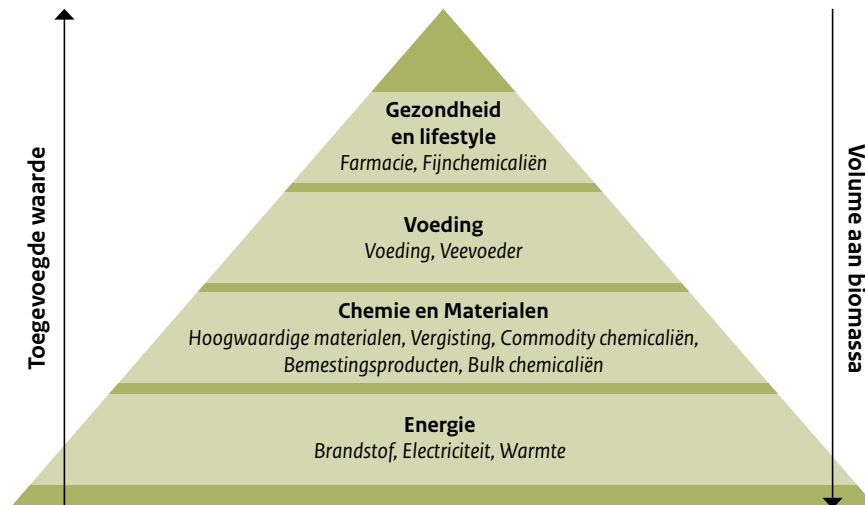 Toegevoegde waarde
Gezondheid
en lifestyle
Farmacie, Fijnchemicaliën
Voeding
Voeding, Veevoeder
Chemie en Materialen
Hoogwaardige materialen, Vergisting, Commodity chemicaliën,
Bemestingsproducten, Bulk chemicaliën
Energie
Brandstof, Electriciteit, Warmte
Volume aan biomassa